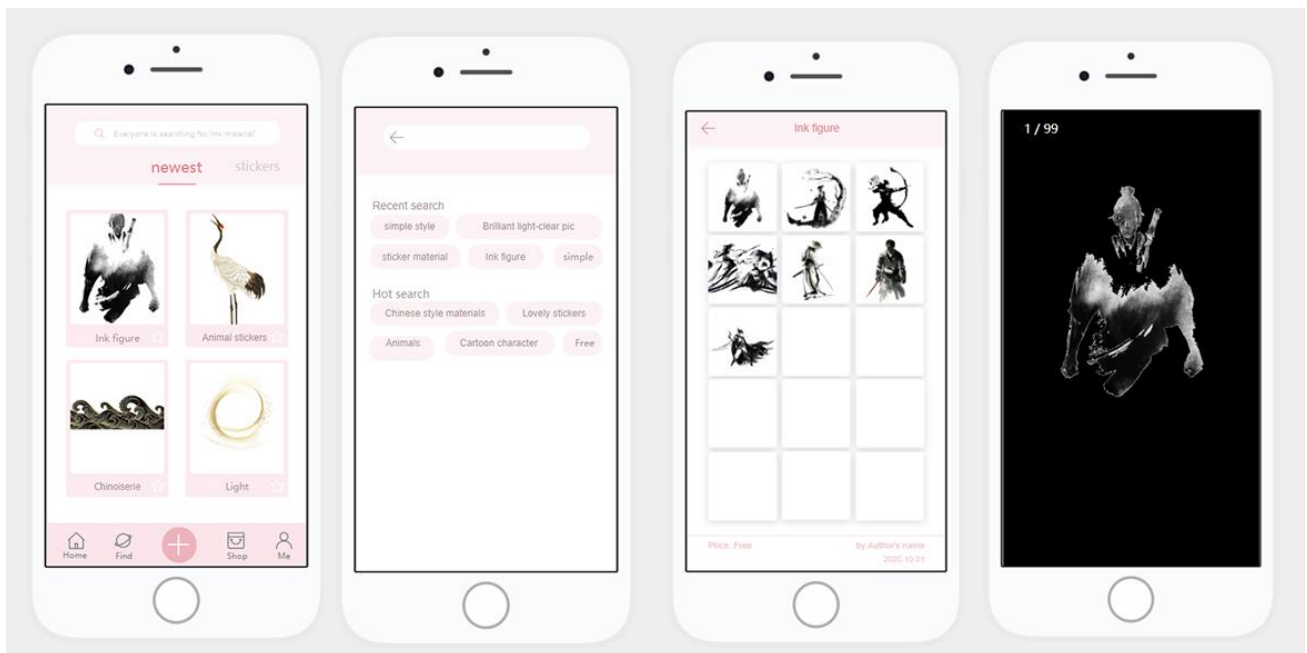 Everyone is searching for 'Ink material'.
newest stickers
Ink figure
Animal stickers
Chinoiserie
Light
Home Find Shop Me
Recent search
simple style Brilliant light-clear pic
sticker material Ink figure simple
Hot search
Chinese style materials Lovely stickers
Animals Cartoon character Free
Ink figure
Price: Free by Author's name
2020.10.21
1 / 99